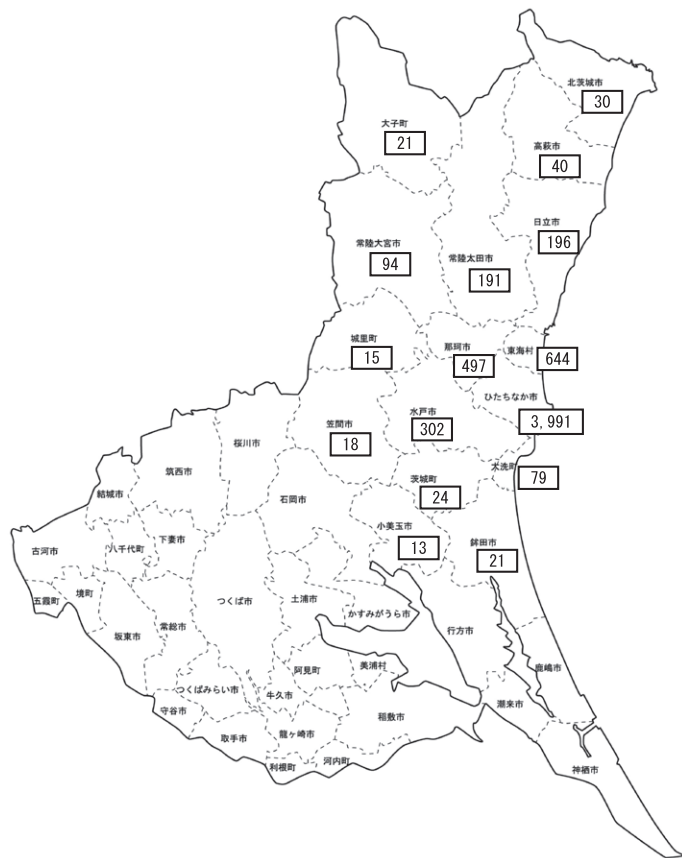 北茨城市
30
大子町
21
高萩市
40
日立市
196
常陸大宮市
94
常陸太田市
191
城里町
15
那珂市
497
東海村
644
ひたちなか市
3,991
水戸市
302
笠間市
18
大洗町
79
茨城町
24
桜川市
筑西市
結城市
石岡市
小美玉市
13
鉾田市
21
古河市
八千代町
下妻市
五霞町
境町
つくば市
土浦市
かすみがうら市
坂東市
常総市
行方市
阿見町
美浦村
鹿嶋市
つくばみらい市
牛久市
潮来市
守谷市
稲敷市
取手市
龍ヶ崎市
利根町
河内町
神栖市